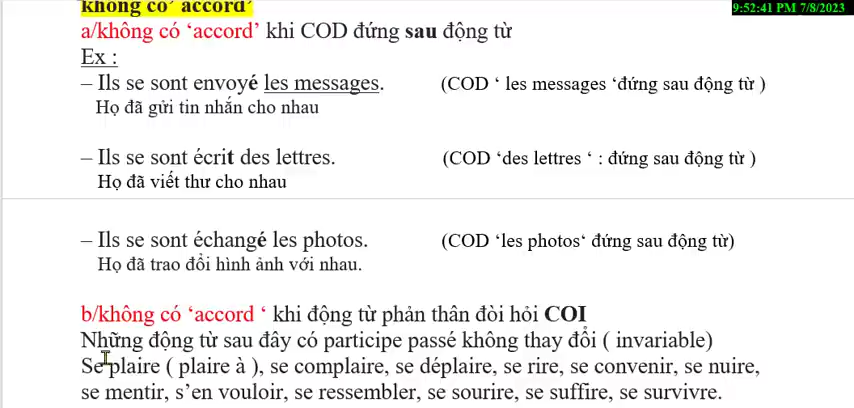 không có’ accord’
9:52:41 PM 7/8/2023
a/không có ‘accord’ khi COD đứng sau động từ
Ex :
– Ils se sont envoyé les messages. (COD ‘ les messages ‘đứng sau động từ )
Họ đã gửi tin nhắn cho nhau
– Ils se sont écrit des lettres. (COD ‘des lettres ‘ : đứng sau động từ )
Họ đã viết thư cho nhau
– Ils se sont échangé les photos. (COD ‘les photos‘ đứng sau động từ)
Họ đã trao đổi hình ảnh với nhau.
b/không có ‘accord ‘ khi động từ phản thân đòi hỏi COI
Những động từ sau đây có participe passé không thay đổi ( invariable)
Se plaire ( plaire à ), se complaire, se déplaire, se rire, se convenir, se nuire,
se mentir, s’en vouloir, se ressembler, se sourire, se suffire, se survivre.